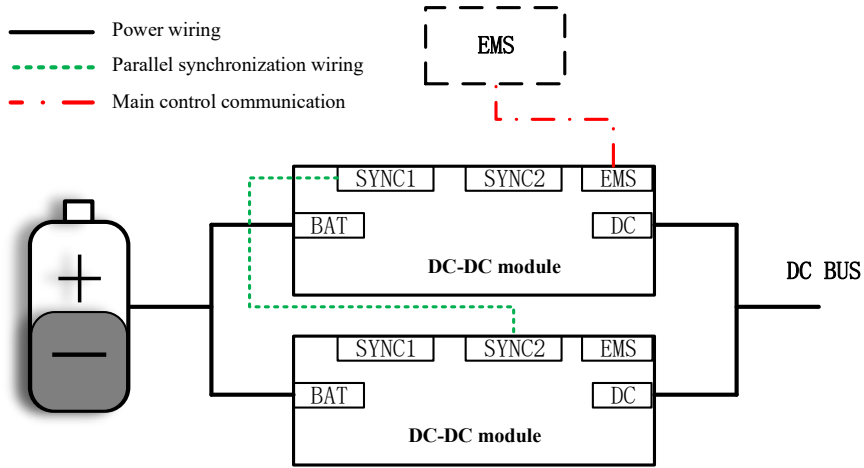 Power wiring
EMS
Parallel synchronization wiring
Main control communication
SYNC1 SYNC2 EMS
BAT DC
DC-DC module
DC BUS
SYNC1 SYNC2 EMS
BAT DC
DC-DC module